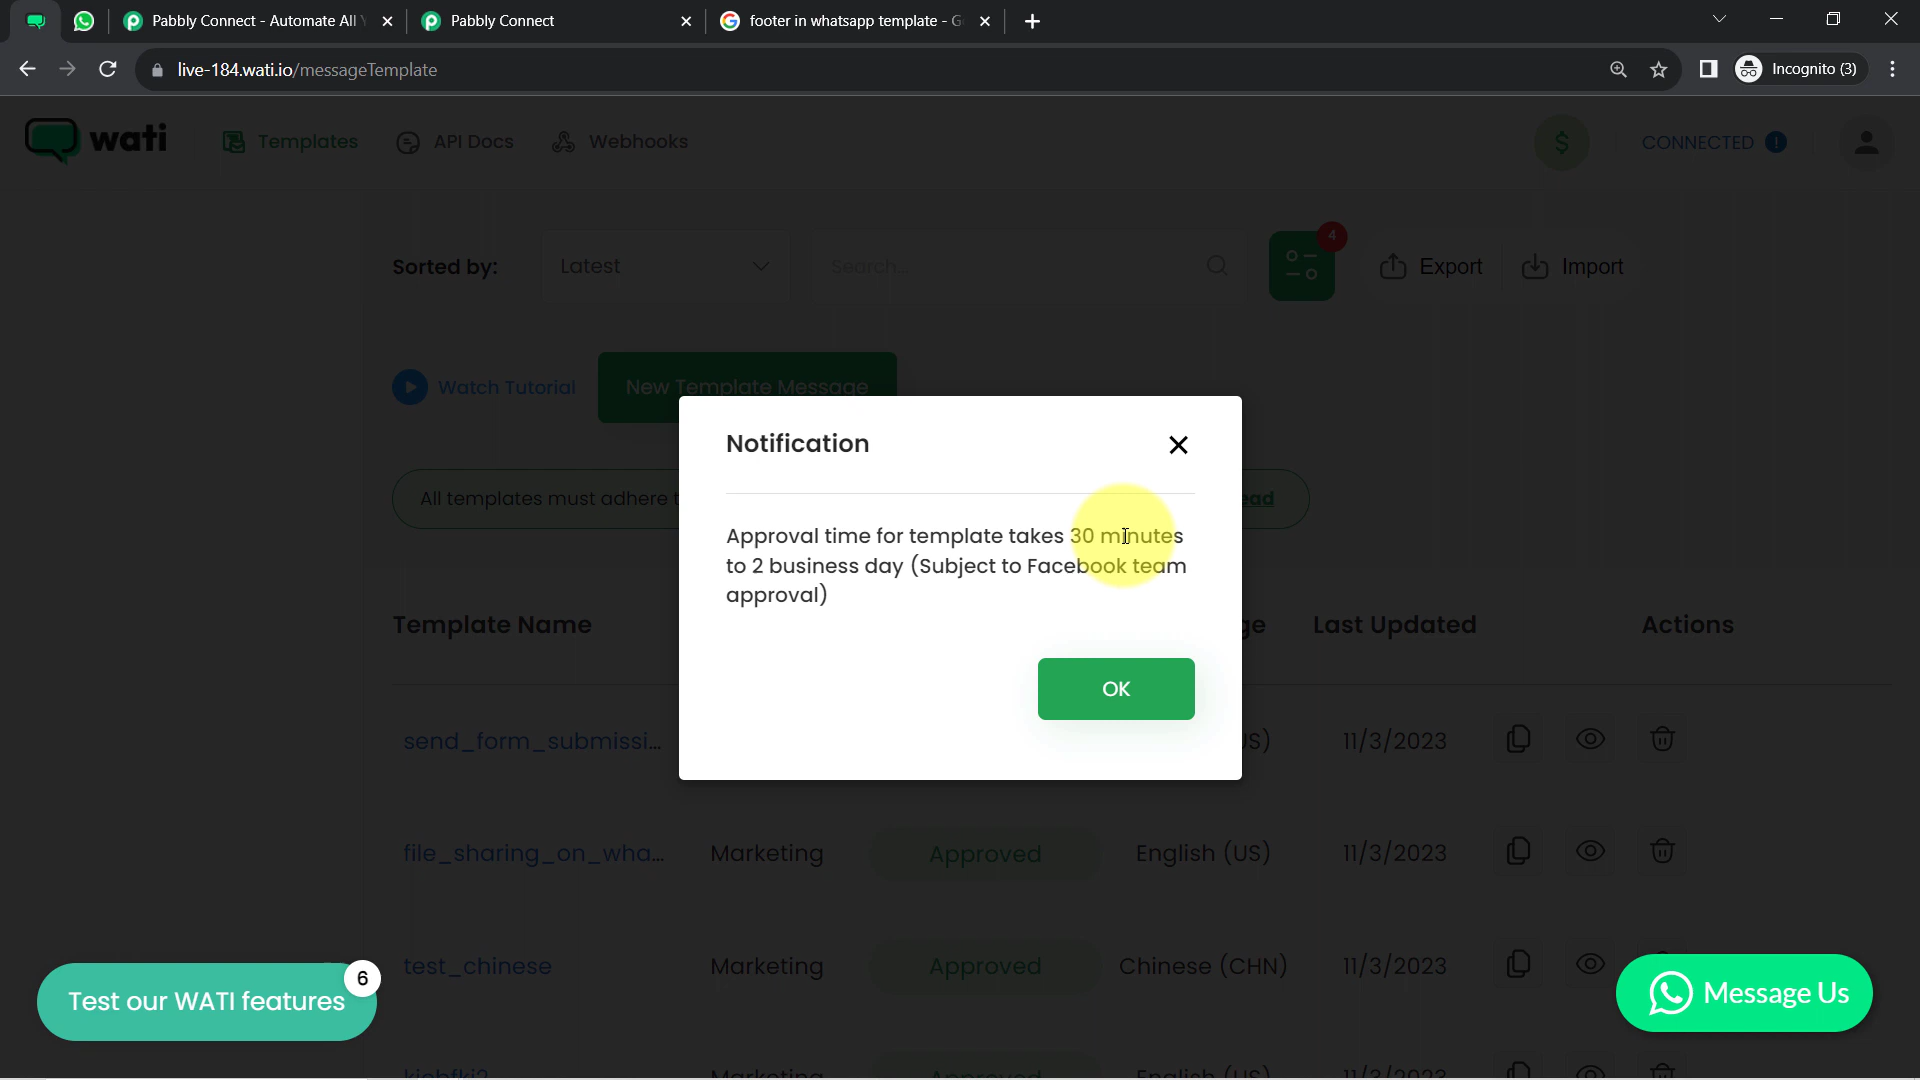 Pabbly Connect - Automate All
Pabbly Connect
footer in whatsapp template - G
live-184.wati.io/messageTemplate
Incognito (3)
wati
Templates
API Docs
Webhooks
$
CONNECTED
Sorted by:
Latest
Search...
4
Export
Import
Watch Tutorial
New Template Message
Notification
All templates must adhere
ead
Approval time for template takes 30 minutes
to 2 business day (Subject to Facebook team
approval)
OK
Template Name
ge
Last Updated
Actions
send_form_submissi...
US)
11/3/2023
file_sharing_on_wha...
Marketing
Approved
English (US)
11/3/2023
test_chinese
Marketing
Approved
Chinese (CHN)
11/3/2023
Marketing
Approved
English (US)
11/3/2023
Test our WATI features
6
Message Us